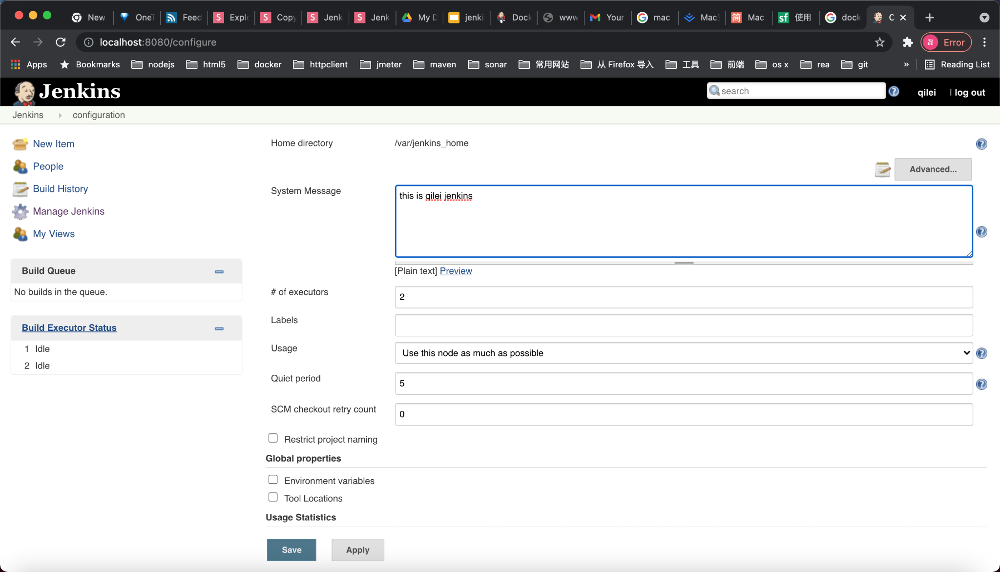 New
OneT
Feed
Explo
Copy
Jenk
Jenk
My D
jenki
Dock
www
Your
mac
Mac
简 Mac
sf 使用
dock
C
localhost:8080/configure
磊 Error
Apps Bookmarks nodejs html5 docker httpclient jmeter maven sonar 常用网站 从 Firefox 导入 工具 前端 os x rea git » Reading List
Jenkins
search
qilei | log out
Jenkins configuration
New Item
People
Build History
Manage Jenkins
My Views
Build Queue
No builds in the queue.
Build Executor Status
1 Idle
2 Idle
Home directory /var/jenkins_home
Advanced...
System Message
this is qilei jenkins
[Plain text] Preview
# of executors 2
Labels
Usage Use this node as much as possible
Quiet period 5
SCM checkout retry count 0
Restrict project naming
Global properties
Environment variables
Tool Locations
Usage Statistics
Save Apply